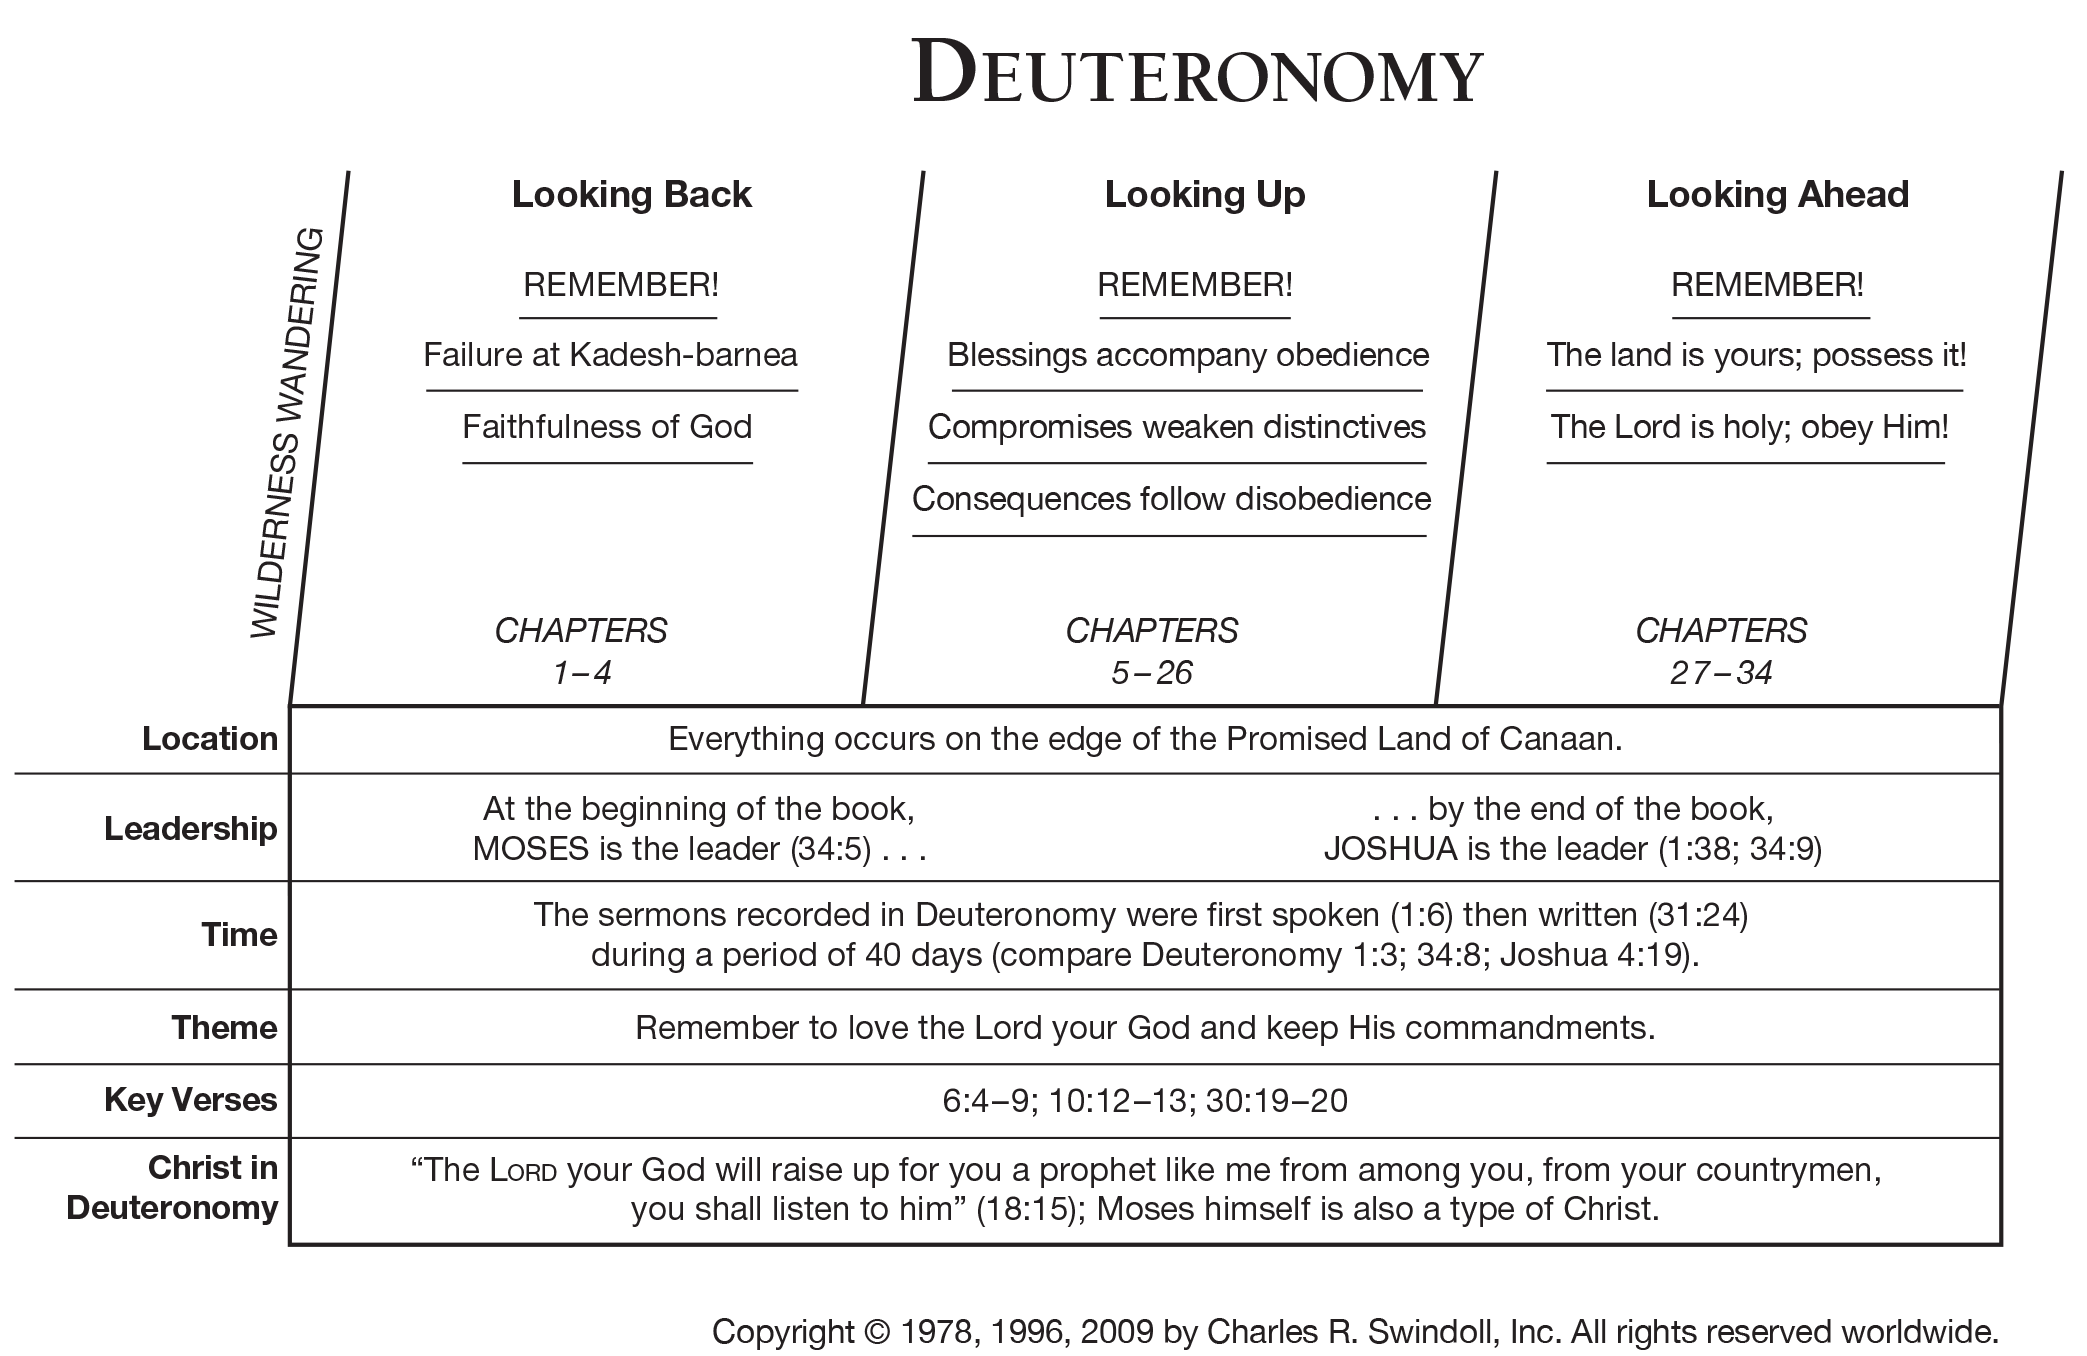 DEUTERONOMY
WILDERNESS WANDERING
Looking Back
REMEMBER!
Failure at Kadesh-barnea
Faithfulness of God
CHAPTERS
1–4
Looking Up
REMEMBER!
Blessings accompany obedience
Compromises weaken distinctives
Consequences follow disobedience
CHAPTERS
5–26
Looking Ahead
REMEMBER!
The land is yours; possess it!
The Lord is holy; obey Him!
CHAPTERS
27–34
Location
Everything occurs on the edge of the Promised Land of Canaan.
Leadership
At the beginning of the book,
MOSES is the leader (34:5) . . .
. . . by the end of the book,
JOSHUA is the leader (1:38; 34:9)
Time
The sermons recorded in Deuteronomy were first spoken (1:6) then written (31:24)
during a period of 40 days (compare Deuteronomy 1:3; 34:8; Joshua 4:19).
Theme
Remember to love the Lord your God and keep His commandments.
Key Verses
6:4–9; 10:12–13; 30:19–20
Christ in
Deuteronomy
“The LORD your God will raise up for you a prophet like me from among you, from your countrymen,
you shall listen to him” (18:15); Moses himself is also a type of Christ.
Copyright © 1978, 1996, 2009 by Charles R. Swindoll, Inc. All rights reserved worldwide.